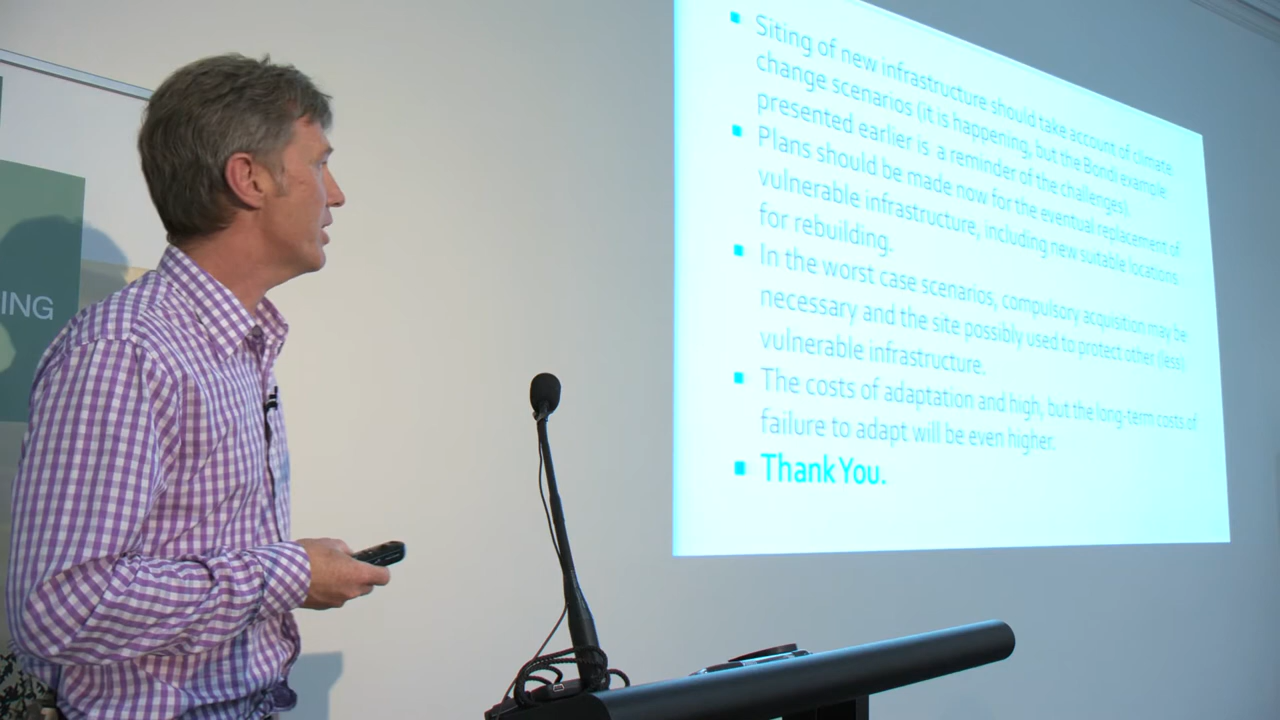 ING
Siting of new infrastructure should take account of climate
change scenarios (it is happening, but the Bondi example
presented earlier is a reminder of the challenges).
Plans should be made now for the eventual replacement of
vulnerable infrastructure, including new suitable locations
for rebuilding.
In the worst case scenarios, compulsory acquisition may be
necessary and the site possibly used to protect other (less)
vulnerable infrastructure.
The costs of adaptation and high, but the long-term costs of
failure to adapt will be even higher.
Thank You.